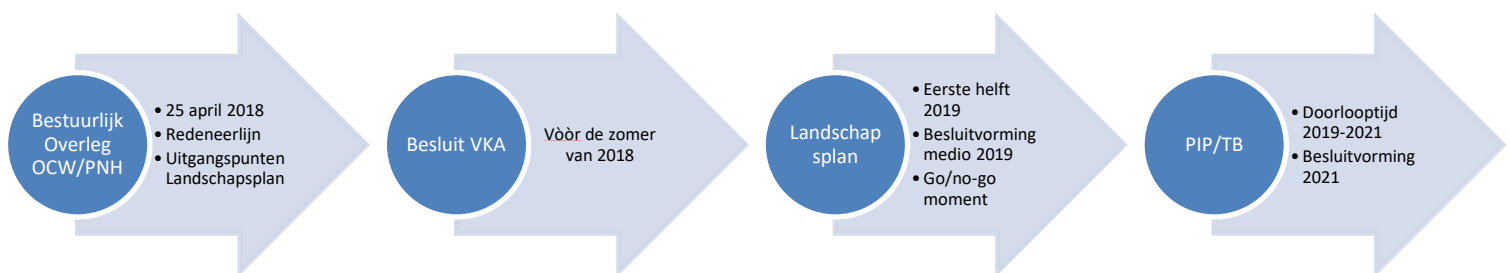 Bestuurlijk
Overleg
OCW/PNH
• 25 april 2018
• Redeneerlijn
• Uitgangspunten
Landschapsplan
Besluit VKA
Vòòr de zomer
van 2018
Landschap
splan
• Eerste helft
2019
• Besluitvorming
medio 2019
• Go/no-go
moment
PIP/TB
• Doorlooptijd
2019-2021
• Besluitvorming
2021